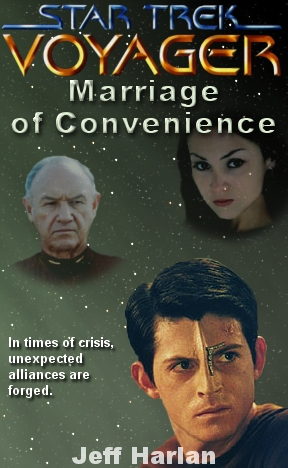 STAR TREK
VOYAGER
Marriage
of Convenience
In times of crisis,
unexpected
alliances are
forged.
Jeff Harlan